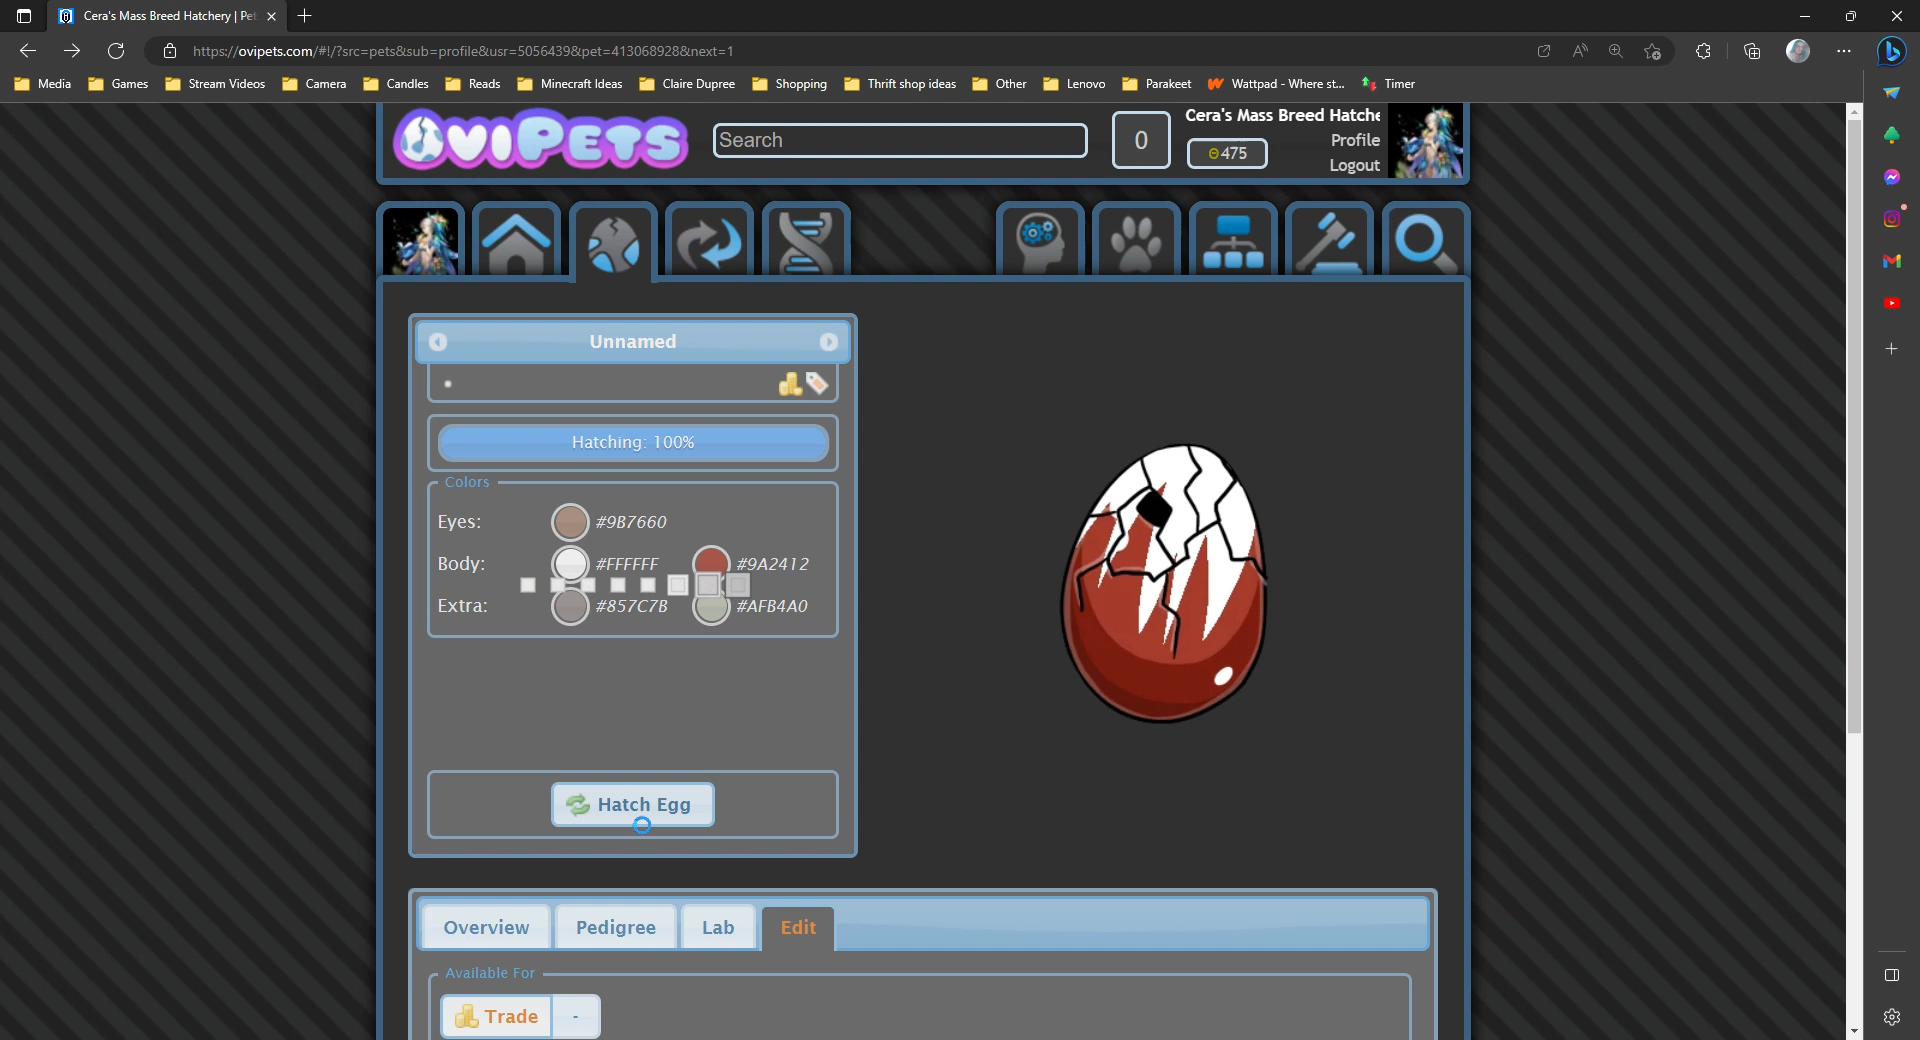 Cera's Mass Breed Hatchery | Pet
https://ovipets.com/#!/?src=pets&sub=profile&usr=5056439&pet=413068928&next=1
Media Games Stream Videos Camera Candles Reads Minecraft Ideas Claire Dupree Shopping Thrift shop ideas Other Lenovo Parakeet Wattpad - Where st... Timer
OviPets
Search
0
Cera's Mass Breed Hatche
475
Profile
Logout
Unnamed
Hatching: 100%
Colors
Eyes: #9B7660
Body: #FFFFFF #9A2412
Extra: #857C7B #AFB4A0
Hatch Egg
Overview Pedigree Lab Edit
Available For
Trade -